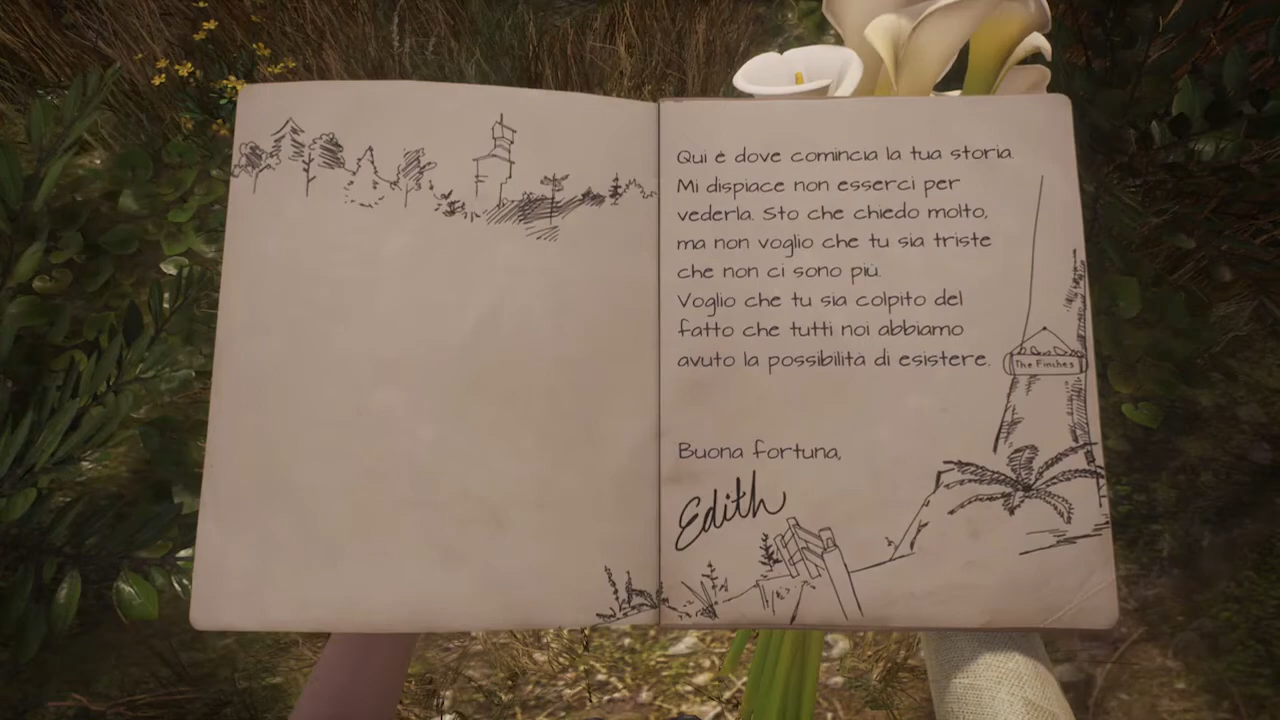 Qui è dove comincia la tua storia.
Mi dispiace non esserci per
vederla. Sto che chiedo molto,
ma non voglio che tu sia triste
che non ci sono più.
Voglio che tu sia colpito del
fatto che tutti noi abbiamo
avuto la possibilità di esistere.
The Finches
Buona fortuna,
Edith